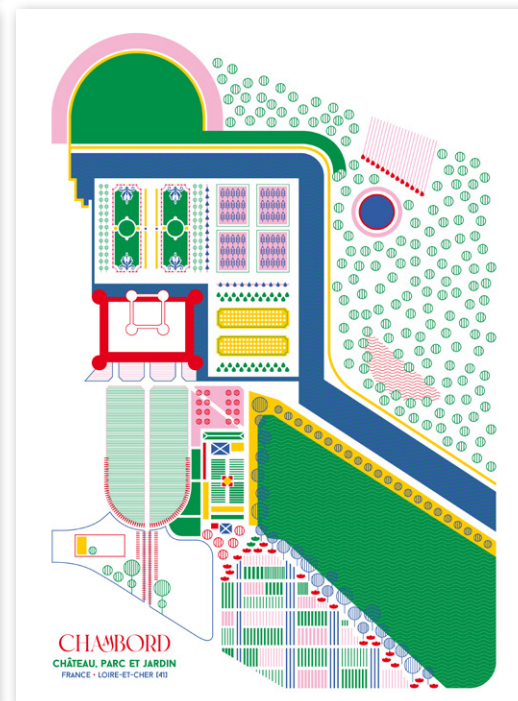 CHAMBORD
CHÂTEAU, PARC ET JARDIN
FRANCE • LOIRE-ET-CHER (41)